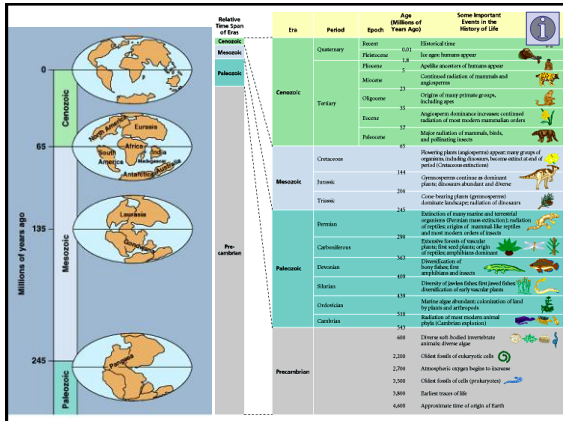 Millions of years ago
0
65
135
245
Cenozoic
Mesozoic
Paleozoic
North America
Eurasia
Africa
South America
India
Madagascar
Antarctica
Australia
Laurasia
Gondwana
Pangaea
Relative
Time Span
of Eras
Cenozoic
Mesozoic
Paleozoic
Pre-
cambrian
Era
Period
Epoch
Age
(Millions of
Years Ago)
Some Important
Events in the
History of Life
Cenozoic
Quaternary
Recent
Historical time
0.01
Pleistocene
Ice ages; humans appear
1.8
Tertiary
Pliocene
Apelike ancestors of humans appear
5
Miocene
Continued radiation of mammals and
angiosperms
23
Oligocene
Origins of many primate groups,
including apes
35
Eocene
Angiosperm dominance increases; continued
radiation of most modern mammalian orders
57
Paleocene
Major radiation of mammals, birds,
and pollinating insects
65
Mesozoic
Cretaceous
Flowering plants (angiosperms) appear; many groups of
organisms, including dinosaurs, become extinct at end of
period (Cretaceous extinctions)
144
Jurassic
Gymnosperms continue as dominant
plants; dinosaurs abundant and diverse
Triassic
Cone-bearing plants (gymnosperms)
dominate landscape; radiation of dinosaurs
245
Paleozoic
Permian
Extinction of many marine and terrestrial
organisms (Permian mass extinction); radiation of
reptiles; origins of mammal-like reptiles
and most modern orders of insects
290
Carboniferous
Extensive forests of vascular
plants; first seed plants; origin
of reptiles; amphibians dominant
363
Devonian
Diversification of
bony fishes; first
amphibians and insects
409
Silurian
Diversity of jawless fishes; first jawed fishes;
diversification of early vascular plants
439
Ordovician
Marine algae abundant; colonization of land
by plants and arthropods
510
Cambrian
Radiation of most modern animal
phyla (Cambrian explosion)
543
Precambrian
600
Diverse soft-bodied invertebrate
animals; diverse algae
2,200
Oldest fossils of eukaryotic cells
2,700
Atmospheric oxygen begins to increase
3,500
Oldest fossils of cells (prokaryotes)
3,800
Earliest traces of life
4,600
Approximate time of origin of Earth